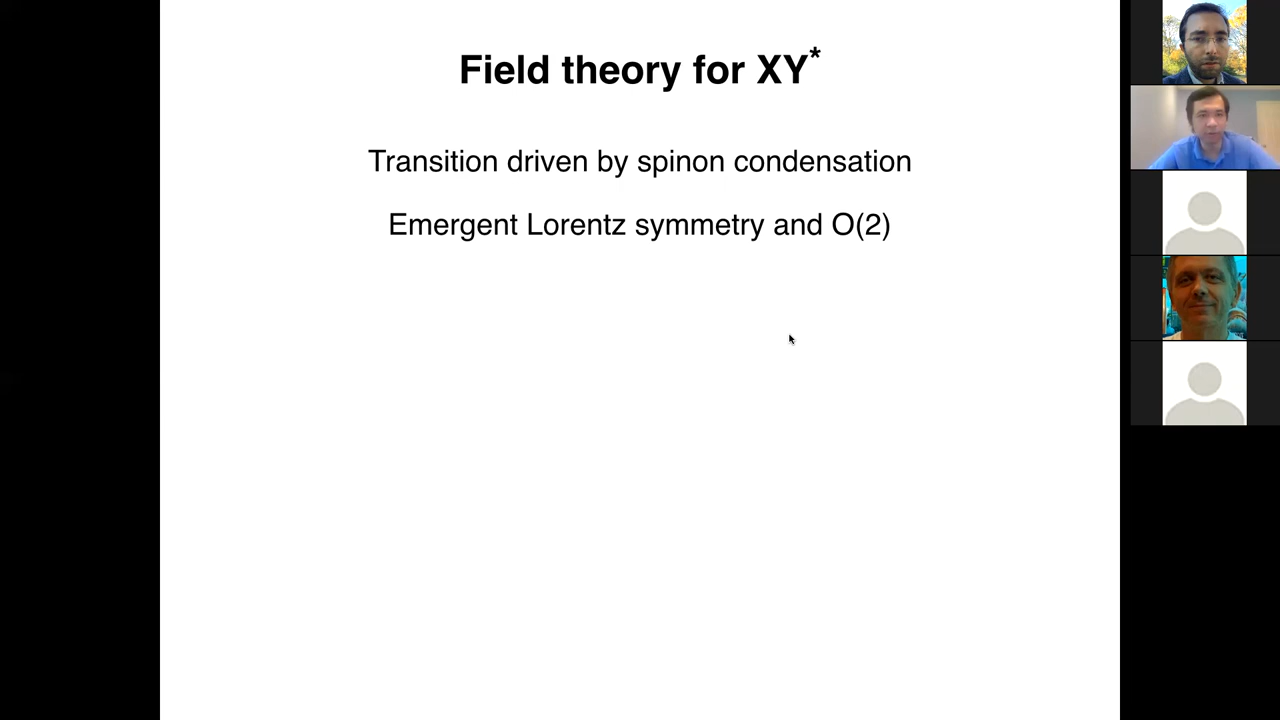 Field theory for XY*
Transition driven by spinon condensation
Emergent Lorentz symmetry and O(2)